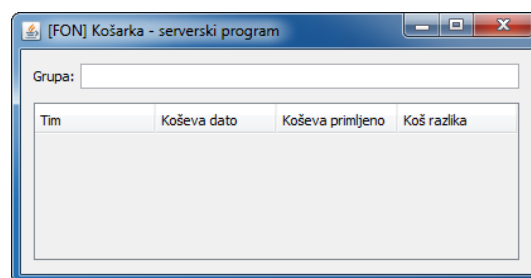 [FON] Košarka - serverski program
Grupa:
Tim Koševa dato Koševa primljeno Koš razlika